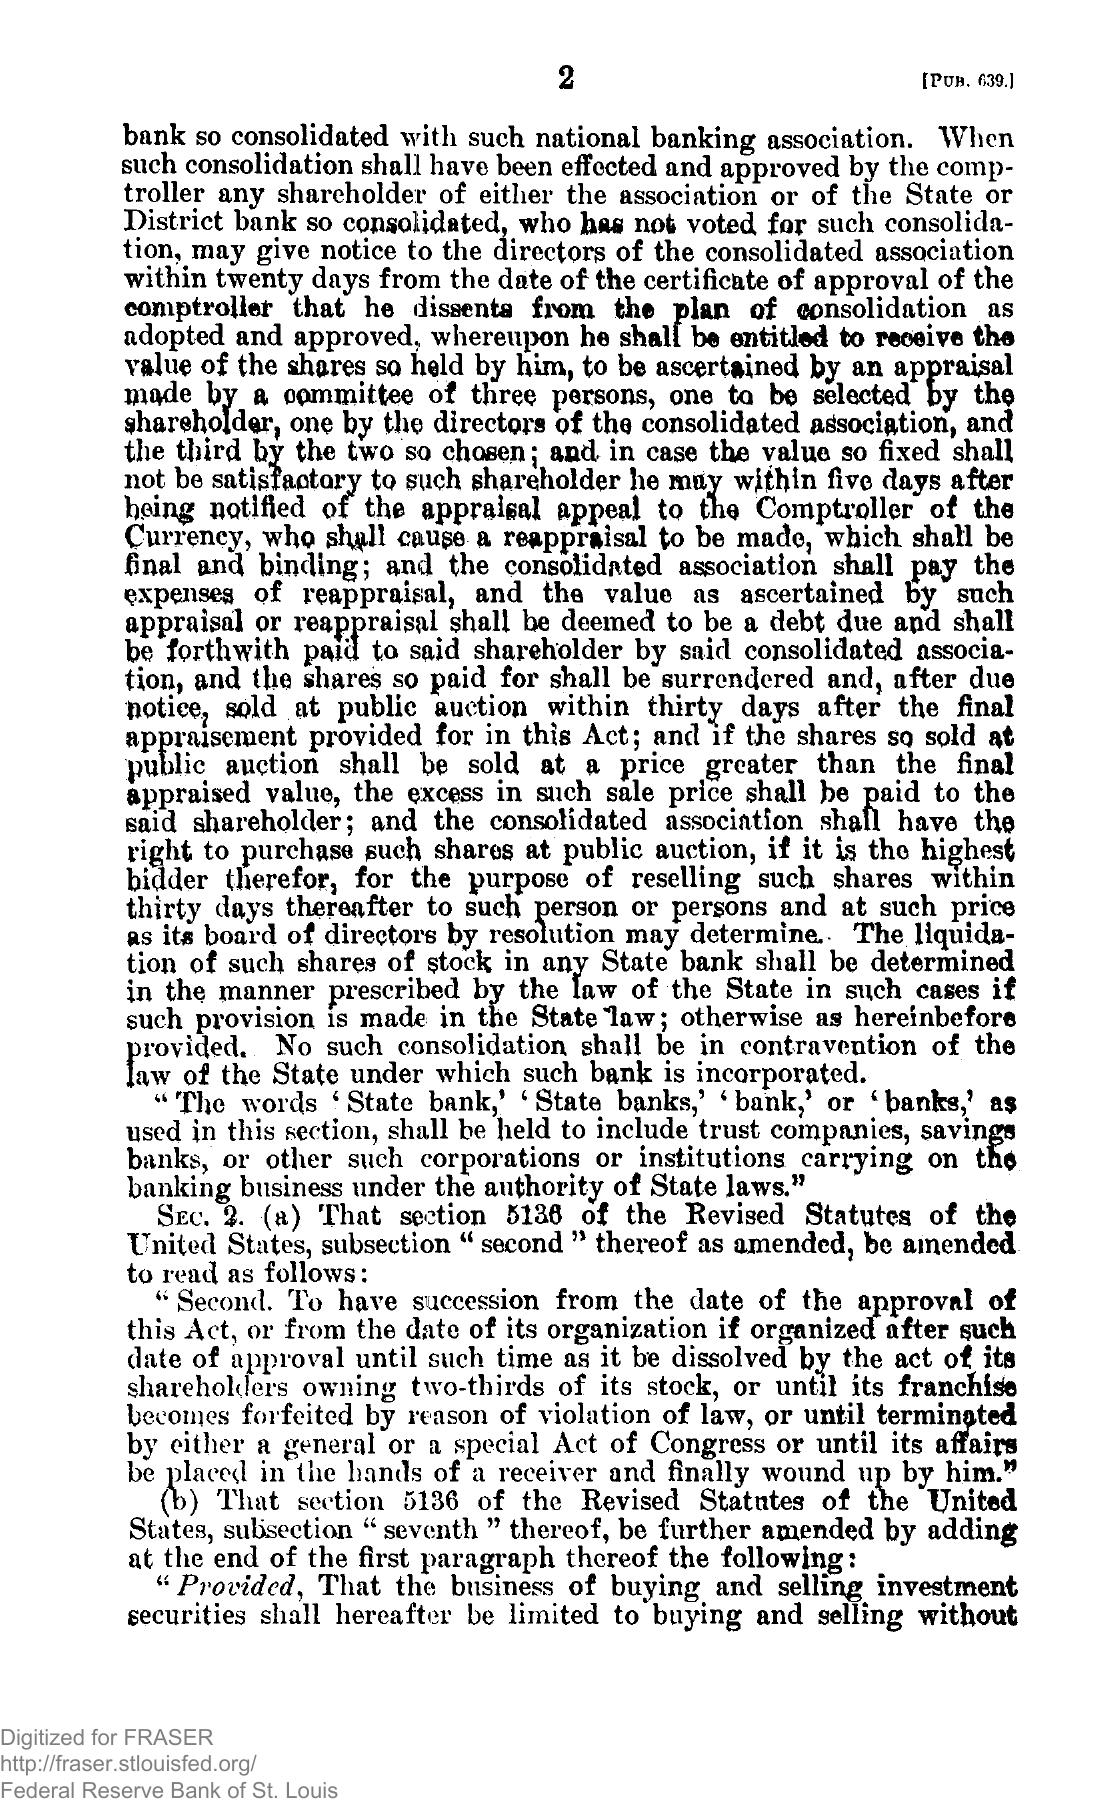 2 [PUB. 639.]
bank so consolidated with such national banking association. When
such consolidation shall have been effected and approved by the comp-
troller any shareholder of either the association or of the State or
District bank so consolidated, who has not voted for such consolida-
tion, may give notice to the directors of the consolidated association
within twenty days from the date of the certificate of approval of the
comptroller that he dissents from the plan of consolidation as
adopted and approved, whereupon he shall be entitled to receive the
value of the shares so held by him, to be ascertained by an appraisal
made by a committee of three persons, one to be selected by the
shareholder, one by the directors of the consolidated association, and
the third by the two so chosen; and in case the value so fixed shall
not be satisfactory to such shareholder he may within five days after
being notified of the appraisal appeal to the Comptroller of the
Currency, who shall cause a reappraisal to be made, which shall be
final and binding; and the consolidated association shall pay the
expenses of reappraisal, and the value as ascertained by such
appraisal or reappraisal shall be deemed to be a debt due and shall
be forthwith paid to said shareholder by said consolidated associa-
tion, and the shares so paid for shall be surrendered and, after due
notice, sold at public auction within thirty days after the final
appraisement provided for in this Act; and if the shares so sold at
public auction shall be sold at a price greater than the final
appraised value, the excess in such sale price shall be paid to the
said shareholder; and the consolidated association shall have the
right to purchase such shares at public auction, if it is the highest
bidder therefor, for the purpose of reselling such shares within
thirty days thereafter to such person or persons and at such price
as its board of directors by resolution may determine. The liquida-
tion of such shares of stock in any State bank shall be determined
in the manner prescribed by the law of the State in such cases if
such provision is made in the State law; otherwise as hereinbefore
provided. No such consolidation shall be in contravention of the
law of the State under which such bank is incorporated.
“The words ‘State bank,’ ‘State banks,’ ‘bank,’ or ‘banks,’ as
used in this section, shall be held to include trust companies, savings
banks, or other such corporations or institutions carrying on the
banking business under the authority of State laws.”
SEC. 2. (a) That section 5136 of the Revised Statutes of the
United States, subsection “second” thereof as amended, be amended
to read as follows:
“Second. To have succession from the date of the approval of
this Act, or from the date of its organization if organized after such
date of approval until such time as it be dissolved by the act of its
shareholders owning two-thirds of its stock, or until its franchise
becomes forfeited by reason of violation of law, or until terminated
by either a general or a special Act of Congress or until its affairs
be placed in the hands of a receiver and finally wound up by him.”
(b) That section 5136 of the Revised Statutes of the United
States, subsection “seventh” thereof, be further amended by adding
at the end of the first paragraph thereof the following:
“Provided, That the business of buying and selling investment
securities shall hereafter be limited to buying and selling without
Digitized for FRASER
http://fraser.stlouisfed.org/
Federal Reserve Bank of St. Louis